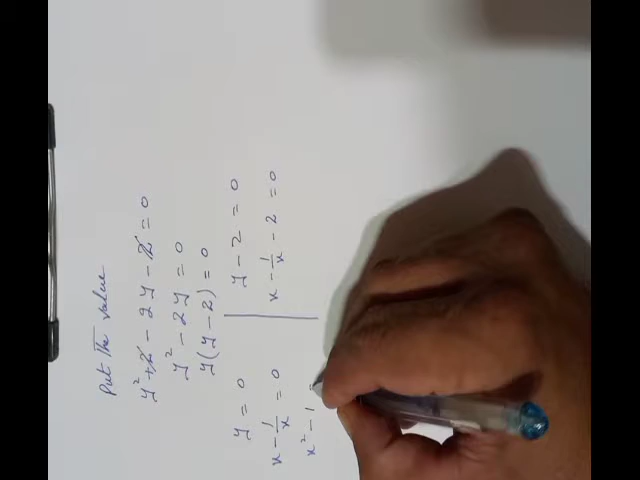 Put The value
y² + 2 - 2y - 2 = 0
y² - 2y = 0
y(y - 2) = 0
y = 0
x - 1/x = 0
x² - 1
y - 2 = 0
x - 1/x - 2 = 0